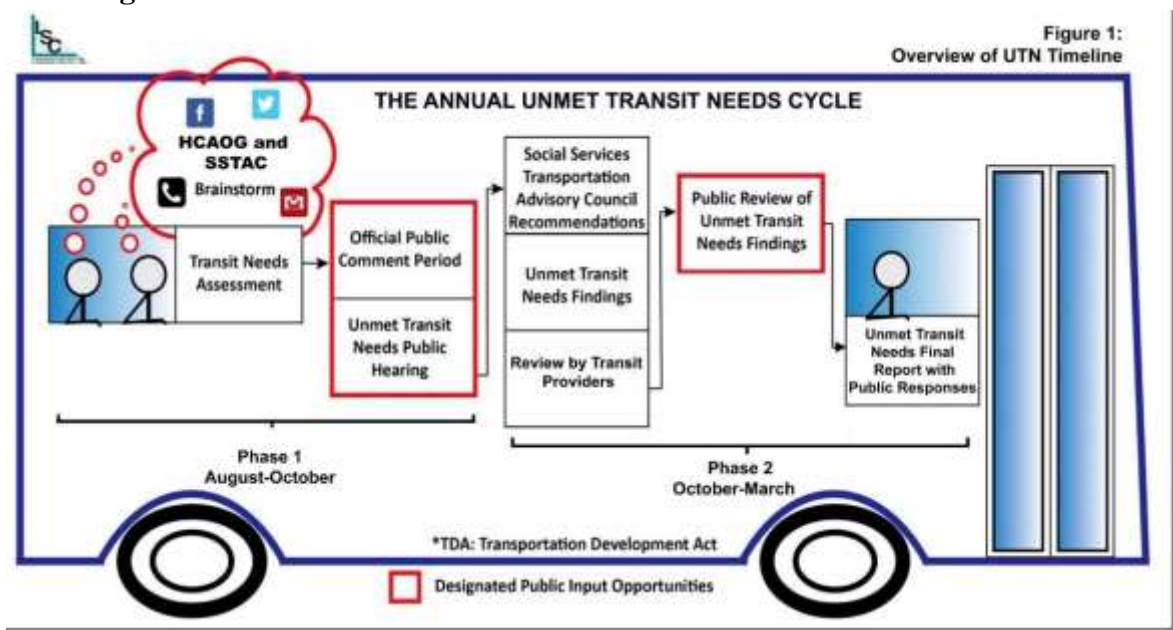 LSC
Figure 1:
Overview of UTN Timeline
THE ANNUAL UNMET TRANSIT NEEDS CYCLE
HCAOG and
SSTAC
Brainstorm
Transit Needs
Assessment
Official Public
Comment Period
Unmet Transit
Needs Public
Hearing
Social Services
Transportation
Advisory Council
Recommendations
Unmet Transit
Needs Findings
Review by Transit
Providers
Public Review of
Unmet Transit
Needs Findings
Unmet Transit
Needs Final
Report with
Public Responses
Phase 1
August-October
Phase 2
October-March
*TDA: Transportation Development Act
Designated Public Input Opportunities